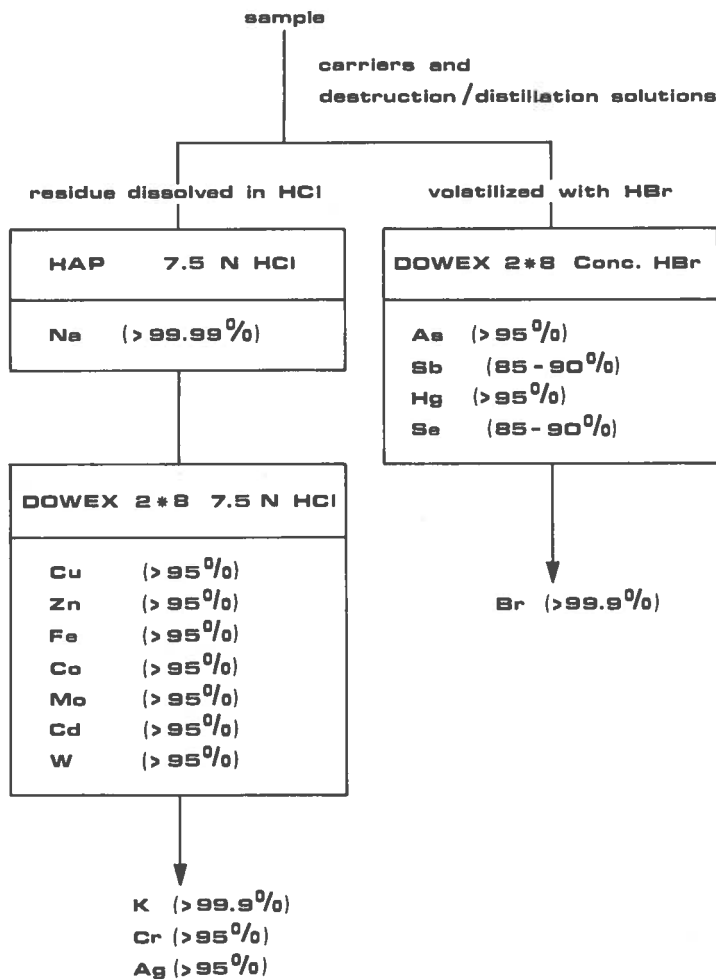 sample
carriers and
destruction/distillation solutions
residue dissolved in HCl
volatilized with HBr
HAP 7.5 N HCl
Na (>99.99%)
DOWEX 2*8 7.5 N HCl
Cu (>95%)
Zn (>95%)
Fe (>95%)
Co (>95%)
Mo (>95%)
Cd (>95%)
W (>95%)
K (>99.9%)
Cr (>95%)
Ag (>95%)
DOWEX 2*8 Conc. HBr
As (>95%)
Sb (85-90%)
Hg (>95%)
Se (85-90%)
Br (>99.9%)